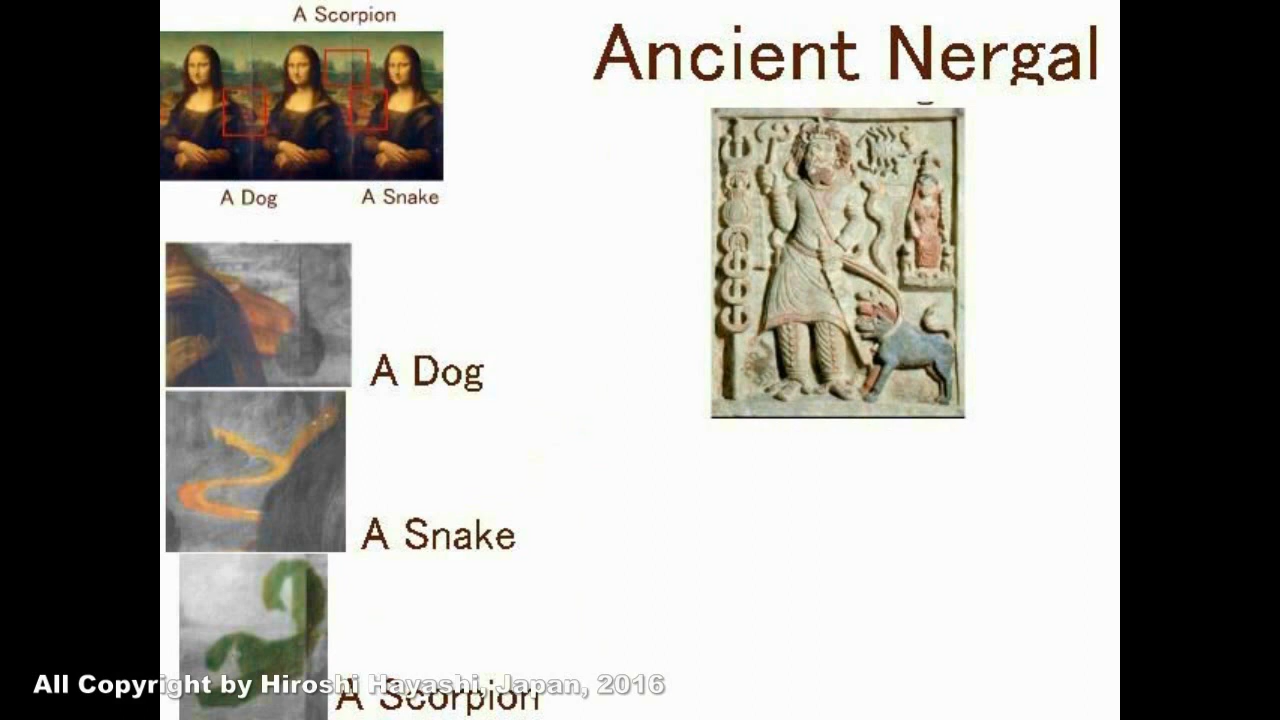 A Scorpion
Ancient Nergal
A Dog
A Snake
A Dog
A Snake
A Scorpion
All Copyright by Hiroshi Hayashi, Japan, 2016